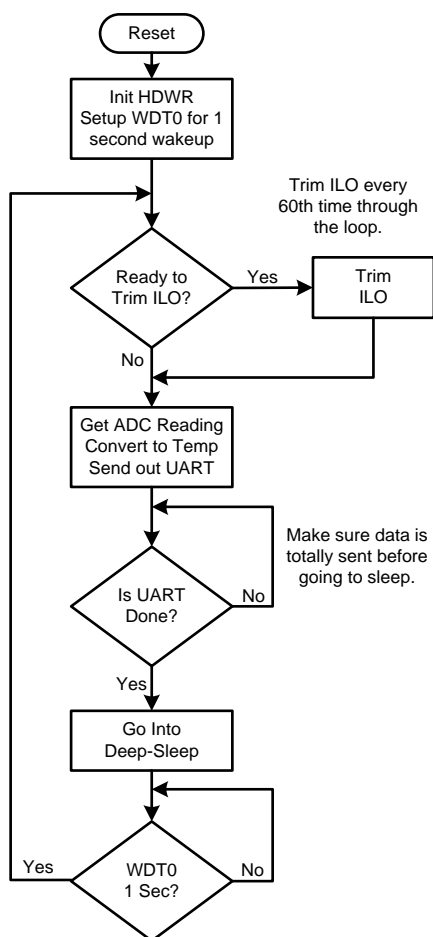 Reset
Init HDWR
Setup WDT0 for 1
second wakeup
Trim ILO every
60th time through
the loop.
Ready to
Trim ILO?
Yes
Trim
ILO
No
Get ADC Reading
Convert to Temp
Send out UART
Make sure data is
totally sent before
going to sleep.
Is UART
Done?
No
Yes
Go Into
Deep-Sleep
Yes
WDT0
1 Sec?
No